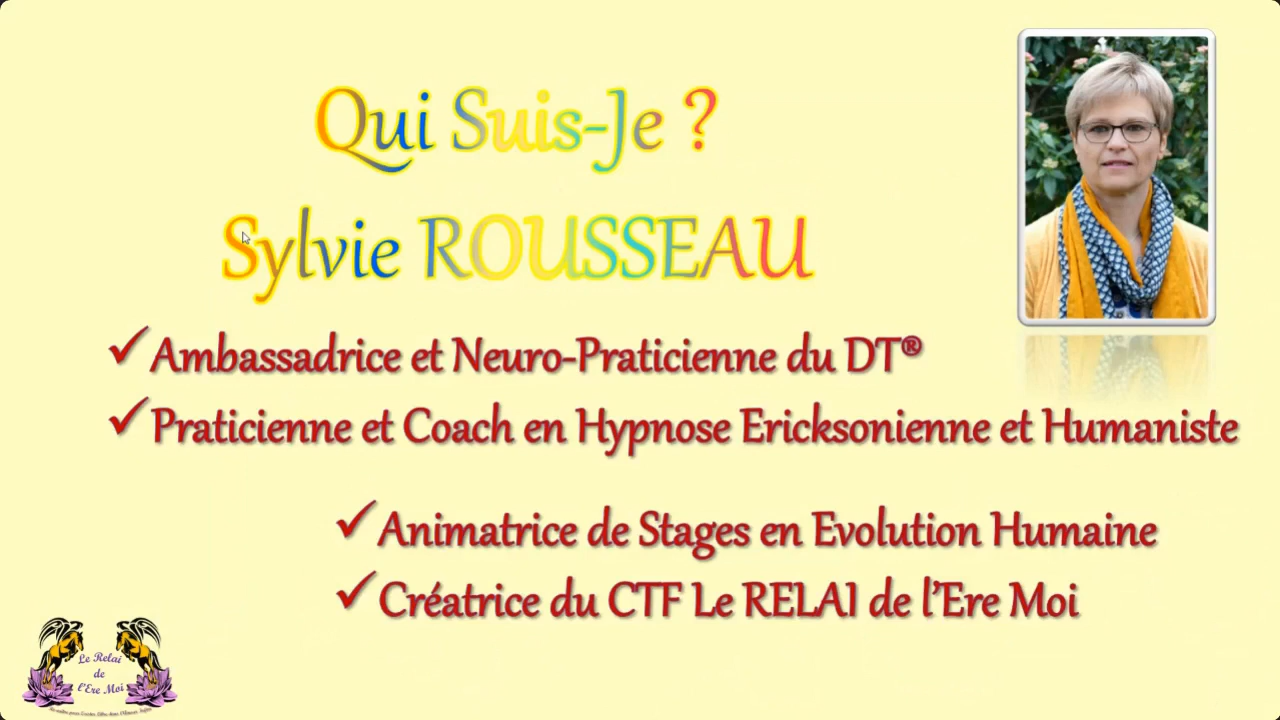 Qui Suis-Je ?
Sylvie ROUSSEAU
✓Ambassadrice et Neuro-Praticienne du DT®
✓Praticienne et Coach en Hypnose Ericksonienne et Humaniste
✓Animatrice de Stages en Evolution Humaine
✓Créatrice du CTF Le RELAI de l’Ere Moi
Le Relai
de
l'Ere Moi